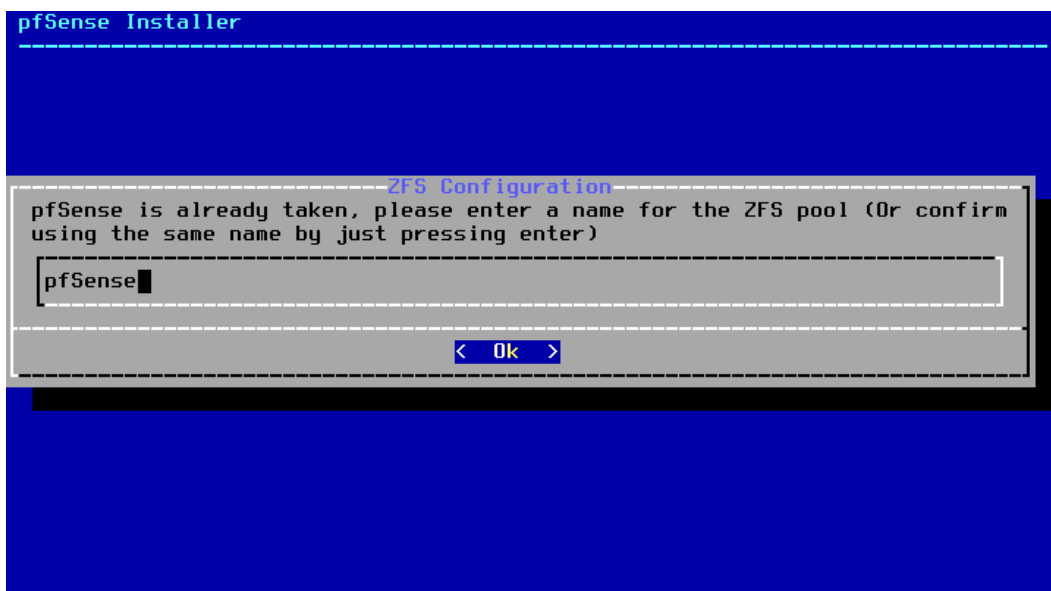 pfSense Installer
ZFS Configuration
pfSense is already taken, please enter a name for the ZFS pool (Or confirm
using the same name by just pressing enter)
pfSense
< Ok >